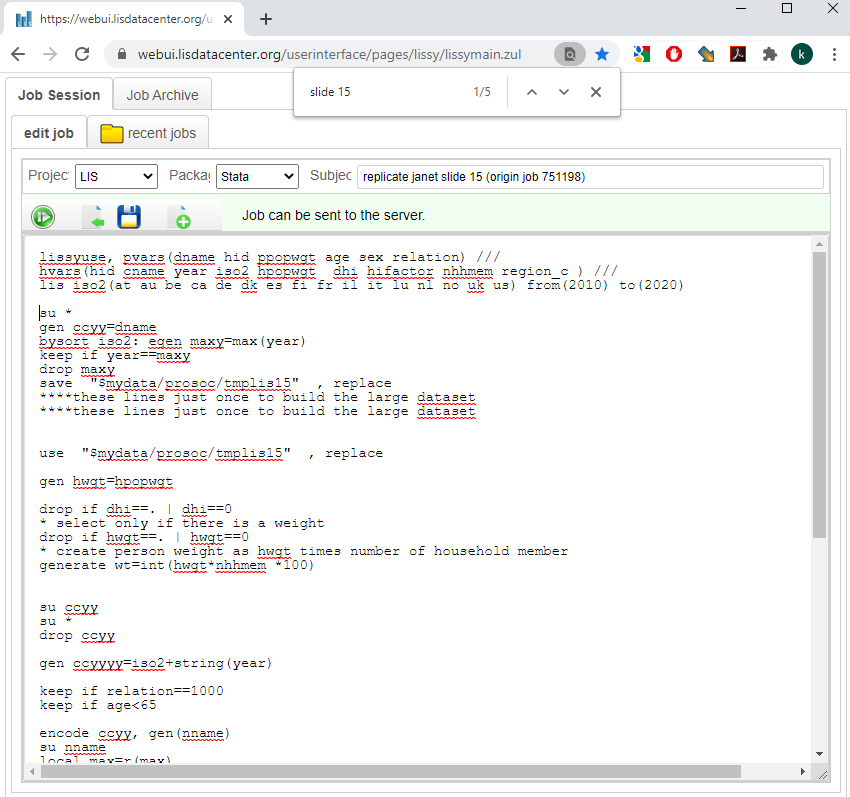 https://webui.lisdatacenter.org/u
webui.lisdatacenter.org/userinterface/pages/lissy/lissymain.zul
k
slide 15 1/5
Job Session Job Archive
edit job recent jobs
Projec LIS Packag Stata Subjec replicate janet slide 15 (origin job 751198)
Job can be sent to the server.
lissyuse, pvars(dname hid ppopwgt age sex relation) ///
hvars(hid cname year iso2 hpopwgt dhi hifactor nhhmem region_c ) ///
lis iso2(at au be ca de dk es fi fr il it lu nl no uk us) from(2010) to(2020)
su *
gen ccyy=dname
bysort iso2: egen maxy=max(year)
keep if year==maxy
drop maxy
save "$mydata/prosoc/tmplis15" , replace
****these lines just once to build the large dataset
****these lines just once to build the large dataset
use "$mydata/prosoc/tmplis15" , replace
gen hwgt=hpopwgt
drop if dhi==. | dhi==0
* select only if there is a weight
drop if hwgt==. | hwgt==0
* create person weight as hwgt times number of household member
generate wt=int(hwgt*nhhmem *100)
su ccyy
su *
drop ccyy
gen ccyyyy=iso2+string(year)
keep if relation==1000
keep if age<65
encode ccyy, gen(nname)
su nname
local max=r(max)